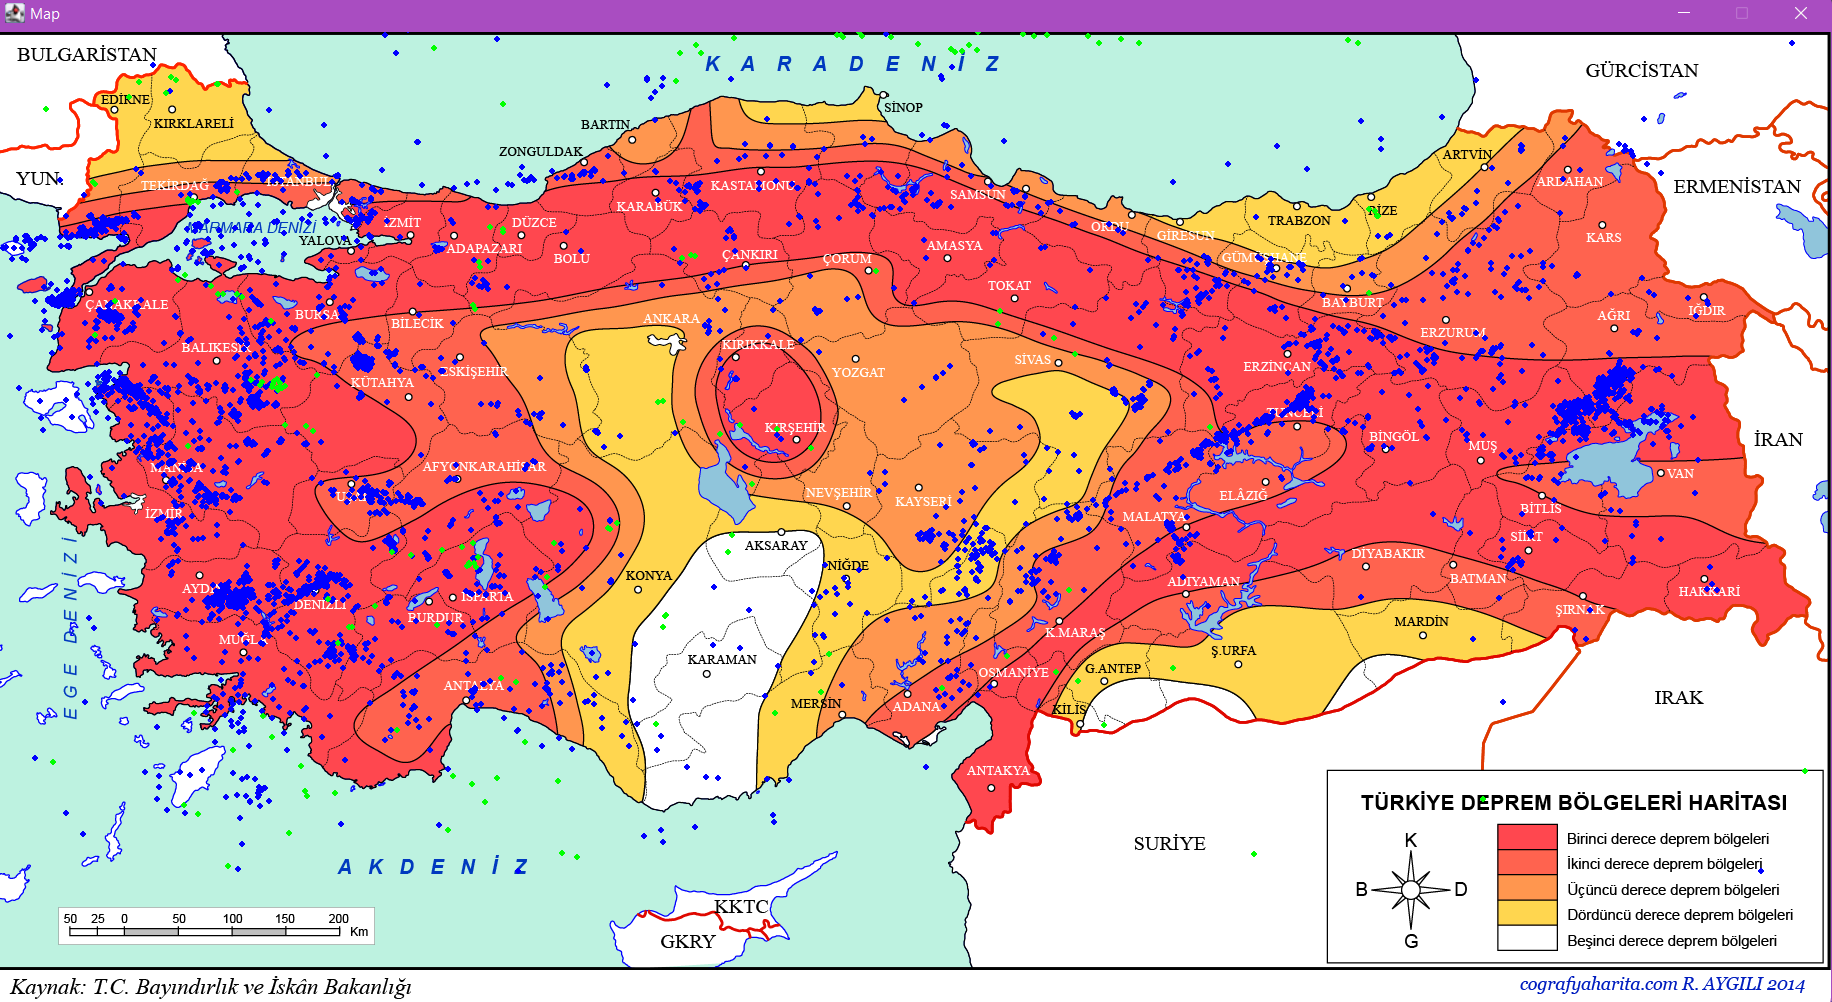 Map
BULGARİSTAN
KARADENİZ
GÜRCİSTAN
EDİRNE
KIRKLARELİ
SİNOP
BARTIN
ZONGULDAK
ARTVİN
YUN.
TEKİRDAĞ
İSTANBUL
KASTAMONU
SAMSUN
ARDAHAN
ERMENİSTAN
KARABÜK
RİZE
İZMİT
DÜZCE
TRABZON
MARMARA DENİZİ
ORDU
GİRESUN
YALOVA
ADAPAZARI
BOLU
ÇANKIRI
ÇORUM
AMASYA
GÜMÜŞHANE
KARS
ÇANAKKALE
BURSA
BİLECİK
ANKARA
TOKAT
BAYBURT
ERZURUM
AĞRI
IĞDIR
BALIKESİR
KIRIKKALE
SİVAS
ERZİNCAN
KÜTAHYA
ESKİŞEHİR
YOZGAT
TUNCELİ
KIRŞEHİR
BİNGÖL
MUŞ
İRAN
MANİSA
AFYONKARAHİSAR
VAN
UŞAK
NEVŞEHİR
KAYSERİ
ELÂZIĞ
İZMİR
MALATYA
BİTLİS
SİİRT
AKSARAY
DİYABAKIR
EGE DENİZİ
AYDIN
DENİZLİ
ISPARTA
KONYA
NİĞDE
ADIYAMAN
BATMAN
HAKKARİ
BURDUR
ŞIRNAK
MUĞLA
K.MARAŞ
MARDİN
KARAMAN
Ş.URFA
ANTALYA
OSMANİYE
G.ANTEP
MERSİN
ADANA
KİLİS
IRAK
ANTAKYA
SURİYE
AKDENİZ
KKTC
GKRY
50 25 0 50 100 150 200 Km
TÜRKİYE DEPREM BÖLGELERİ HARİTASI
K
B D
G
Birinci derece deprem bölgeleri
İkinci derece deprem bölgeleri
Üçüncü derece deprem bölgeleri
Dördüncü derece deprem bölgeleri
Beşinci derece deprem bölgeleri
Kaynak: T.C. Bayındırlık ve İskân Bakanlığı
cografyaharita.com R. AYGILI 2014